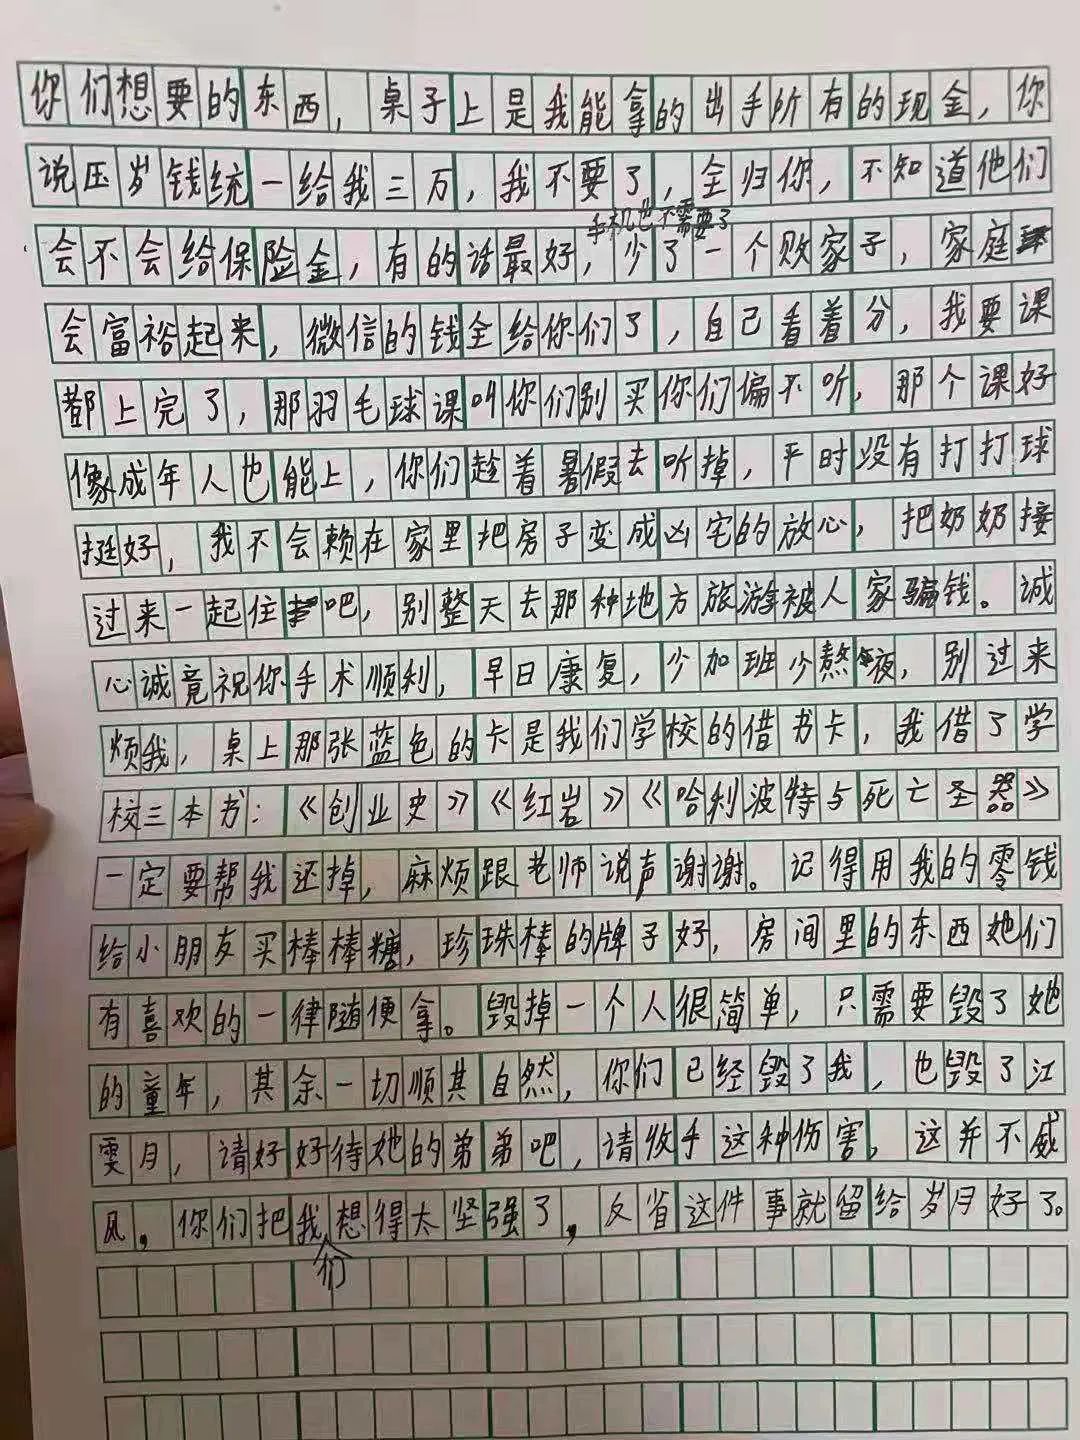 你们想要的东西，桌子上是我能拿的出手所有的现金，你
说压岁钱统一给我三万，我不要了，全归你，不知道他们
手机也不需要了
会不会给保险金，有的话最好，少了一个败家子，家庭
会富裕起来，微信的钱全给你们了，自己看着分，我要课
都上完了，那羽毛球课叫你们别买你们偏不听，那个课好
像成年人也能上，你们趁着暑假去听掉，平时没有打打球
挺好，我不会赖在家里把房子变成凶宅的放心，把奶奶接
过来一起住吧，别整天去那种地方旅游被人家骗钱。诚
心诚竟祝你手术顺利，早日康复，少加班少熬夜，别过来
烦我，桌上那张蓝色的卡是我们学校的借书卡，我借了学
校三本书：《创业史》《红岩》《哈利波特与死亡圣器》
一定要帮我还掉，麻烦跟老师说声谢谢。记得用我的零钱
给小朋友买棒棒糖，珍珠棒的牌子好，房间里的东西她们
有喜欢的一律随便拿。毁掉一个人很简单，只需要毁了她
的童年，其余一切顺其自然，你们已经毁了我，也毁了江
雯月，请好好待她的弟弟吧，请收手这种伤害，这并不威
风，你们把我想得太坚强了，反省这件事就留给岁月好了。
们